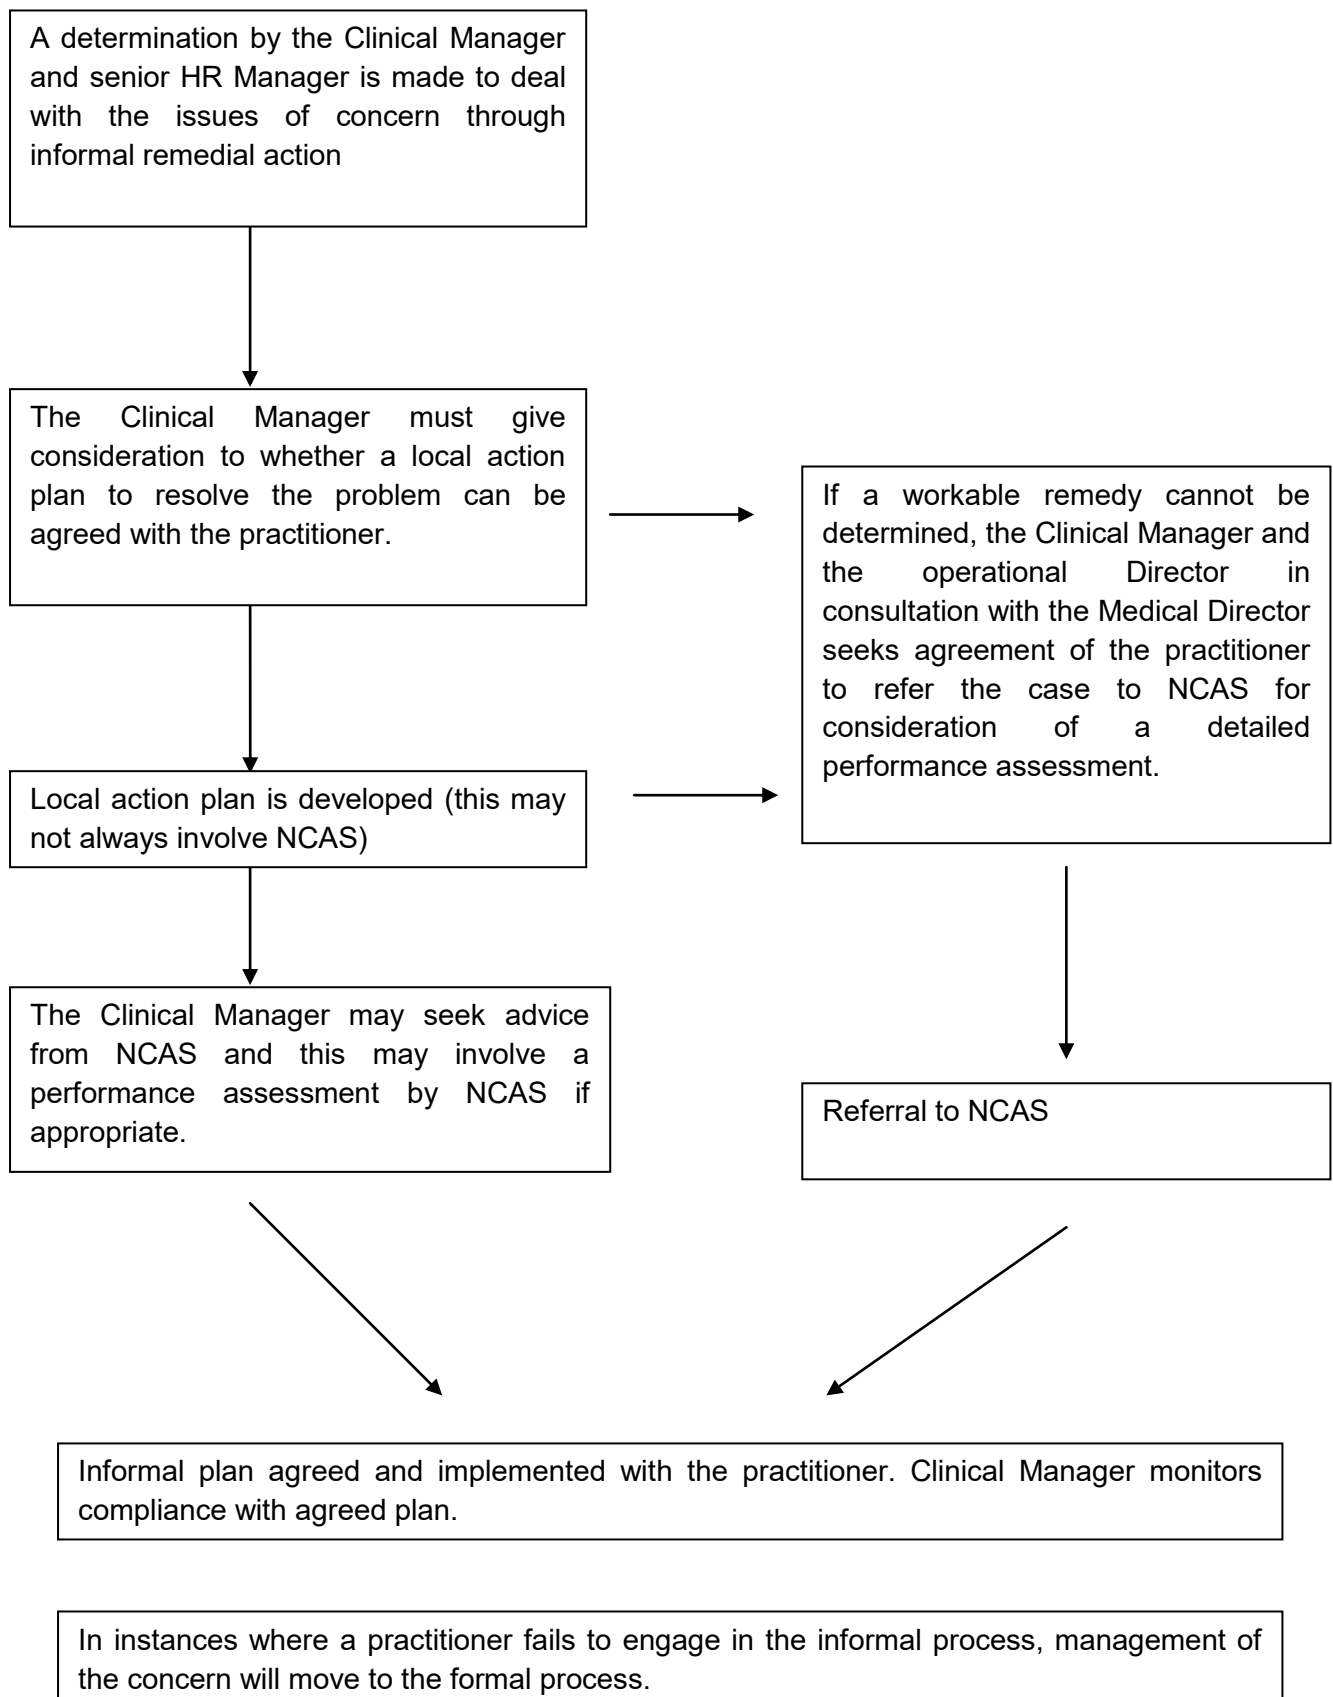 A determination by the Clinical Manager
and senior HR Manager is made to deal
with the issues of concern through
informal remedial action
The Clinical Manager must give
consideration to whether a local action
plan to resolve the problem can be
agreed with the practitioner.
If a workable remedy cannot be
determined, the Clinical Manager and
the operational Director in
consultation with the Medical Director
seeks agreement of the practitioner
to refer the case to NCAS for
consideration of a detailed
performance assessment.
Local action plan is developed (this may
not always involve NCAS)
The Clinical Manager may seek advice
from NCAS and this may involve a
performance assessment by NCAS if
appropriate.
Referral to NCAS
Informal plan agreed and implemented with the practitioner. Clinical Manager monitors
compliance with agreed plan.
In instances where a practitioner fails to engage in the informal process, management of
the concern will move to the formal process.